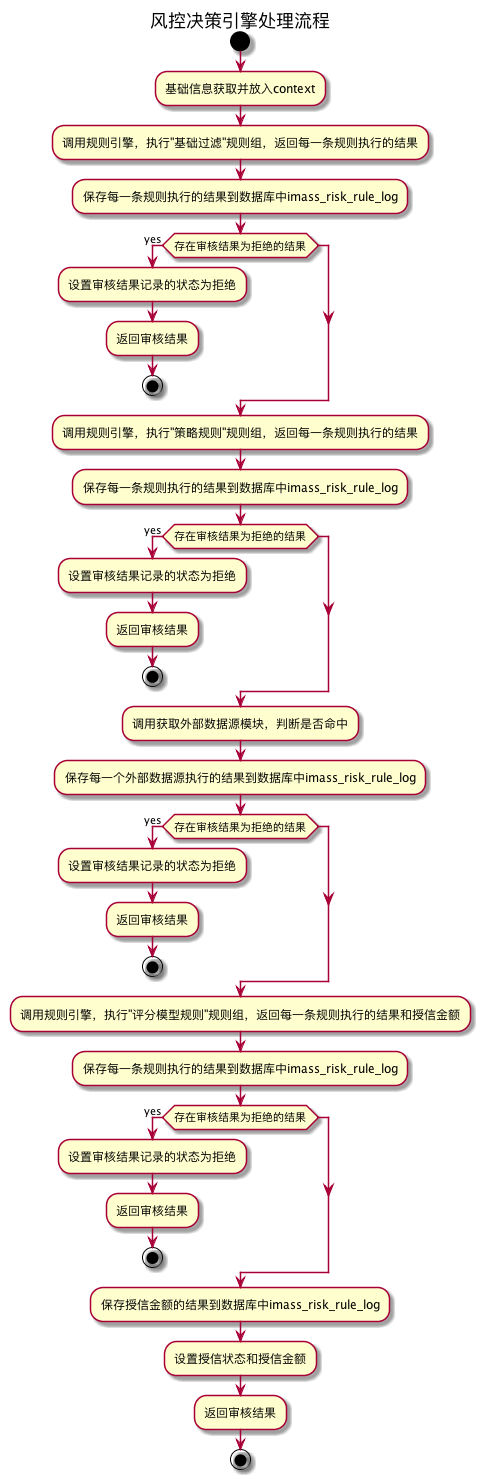 风控决策引擎处理流程
基础信息获取并放入context
调用规则引擎，执行"基础过滤"规则组，返回每一条规则执行的结果
保存每一条规则执行的结果到数据库中imass_risk_rule_log
yes
存在审核结果为拒绝的结果
设置审核结果记录的状态为拒绝
返回审核结果
调用规则引擎，执行"策略规则"规则组，返回每一条规则执行的结果
保存每一条规则执行的结果到数据库中imass_risk_rule_log
yes
存在审核结果为拒绝的结果
设置审核结果记录的状态为拒绝
返回审核结果
调用获取外部数据源模块，判断是否命中
保存每一个外部数据源执行的结果到数据库中imass_risk_rule_log
yes
存在审核结果为拒绝的结果
设置审核结果记录的状态为拒绝
返回审核结果
调用规则引擎，执行"评分模型规则"规则组，返回每一条规则执行的结果和授信金额
保存每一条规则执行的结果到数据库中imass_risk_rule_log
yes
存在审核结果为拒绝的结果
设置审核结果记录的状态为拒绝
返回审核结果
保存授信金额的结果到数据库中imass_risk_rule_log
设置授信状态和授信金额
返回审核结果